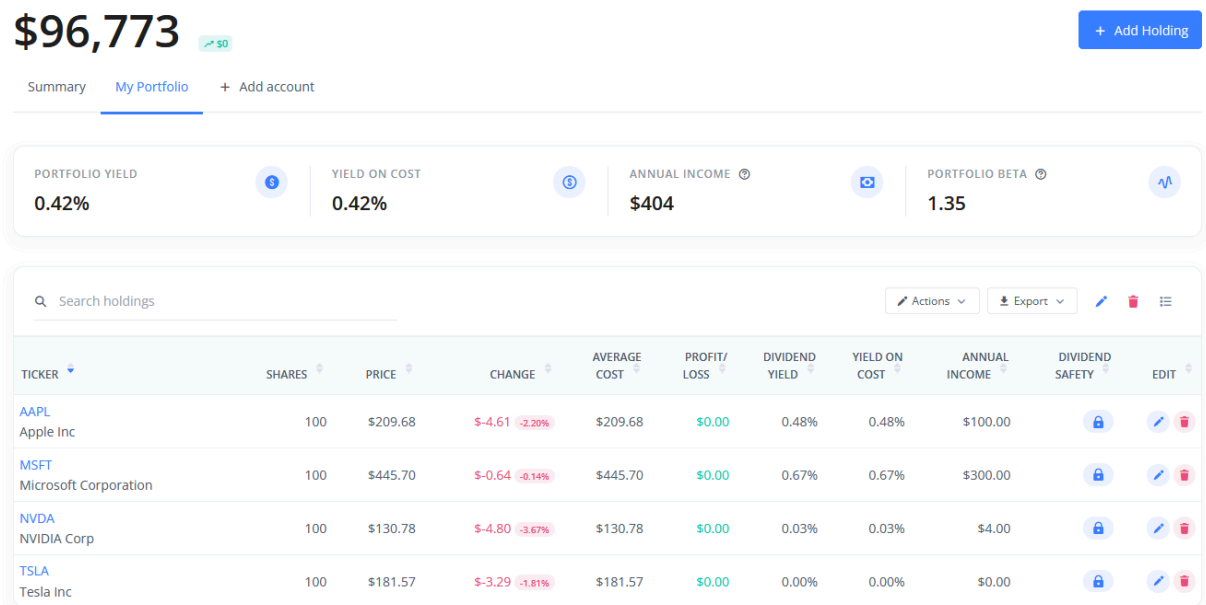 $96,773 $0
+ Add Holding
Summary My Portfolio + Add account
PORTFOLIO YIELD
0.42%
YIELD ON COST
0.42%
ANNUAL INCOME
$404
PORTFOLIO BETA
1.35
Search holdings
Actions Export
TICKER SHARES PRICE CHANGE AVERAGE COST PROFIT/ LOSS DIVIDEND YIELD YIELD ON COST ANNUAL INCOME DIVIDEND SAFETY EDIT
AAPL
Apple Inc 100 $209.68 $-4.61 -2.20% $209.68 $0.00 0.48% 0.48% $100.00
MSFT
Microsoft Corporation 100 $445.70 $-0.64 -0.14% $445.70 $0.00 0.67% 0.67% $300.00
NVDA
NVIDIA Corp 100 $130.78 $-4.80 -3.67% $130.78 $0.00 0.03% 0.03% $4.00
TSLA
Tesla Inc 100 $181.57 $-3.29 -1.81% $181.57 $0.00 0.00% 0.00% $0.00